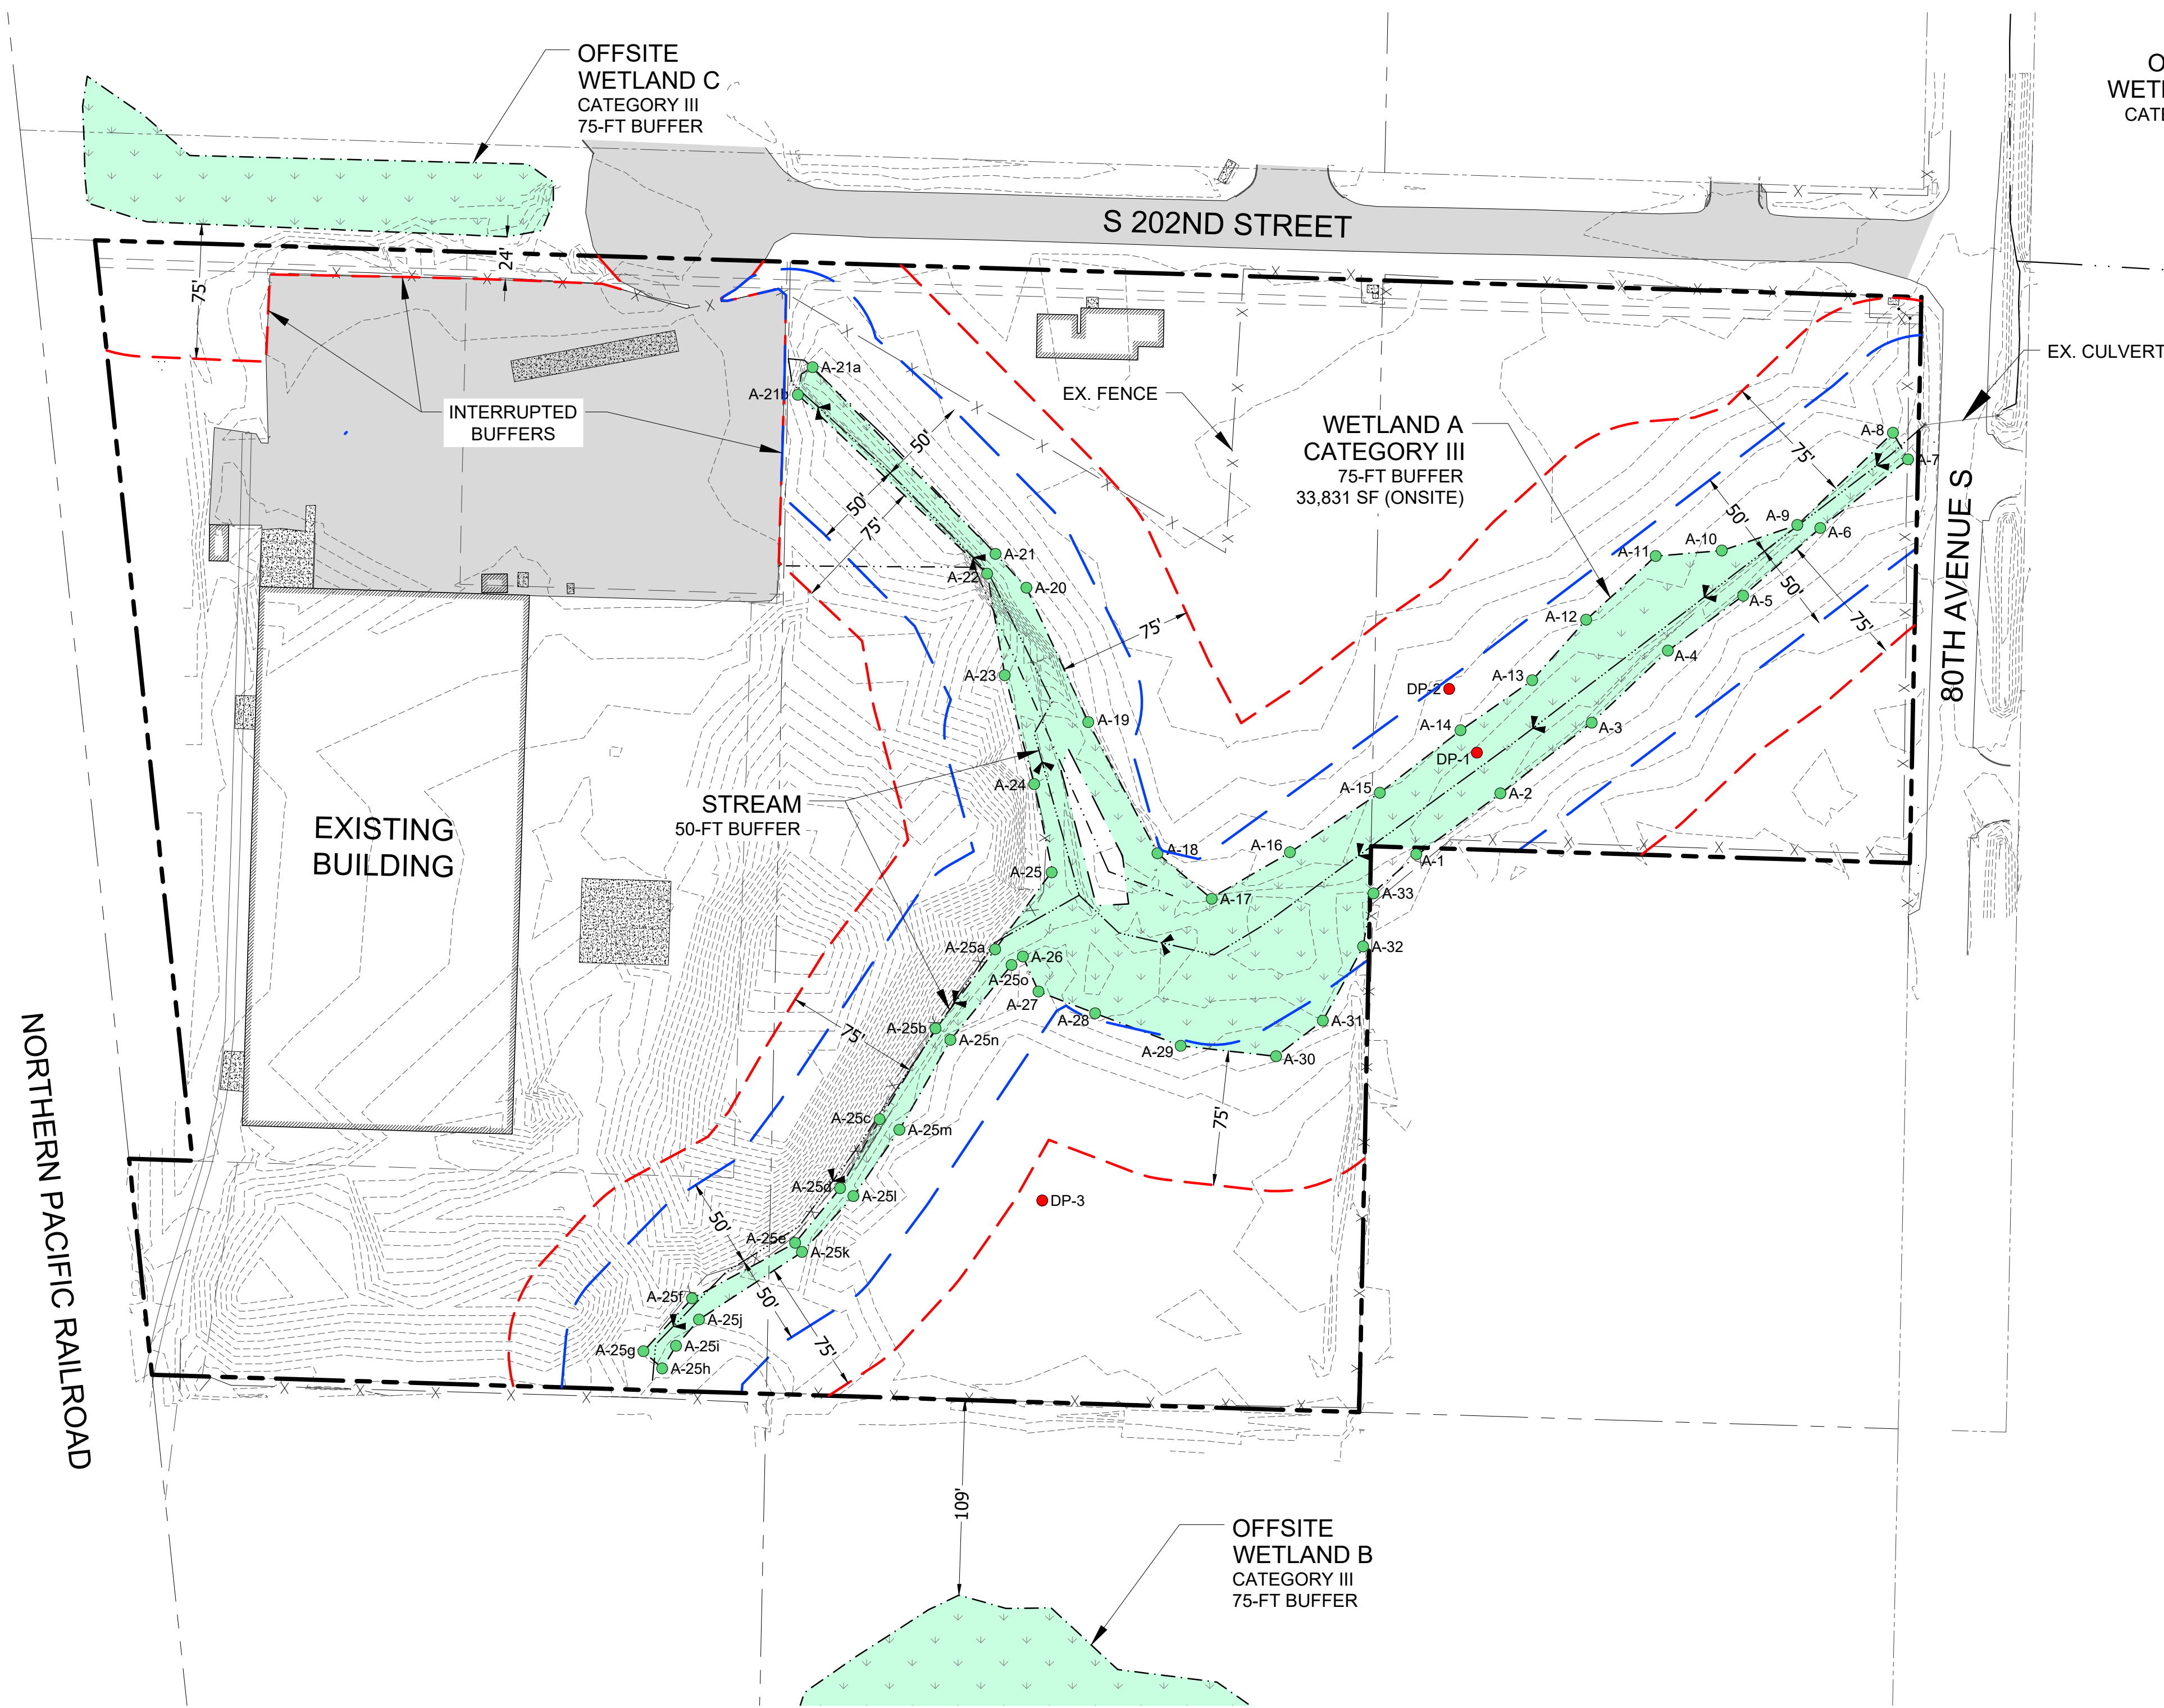 OFFSITE
WETLAND C
CATEGORY III
75-FT BUFFER
S 202ND STREET
24'
75'
INTERRUPTED
BUFFERS
A-21a
A-21b
50'
50'
75'
EX. FENCE
WETLAND A
CATEGORY III
75-FT BUFFER
33,831 SF (ONSITE)
EX. CULVERT
A-8
A-7
75'
50'
A-9
A-6
A-10
A-11
50'
75'
A-5
A-12
A-4
80TH AVENUE S
A-21
A-22
A-20
75'
A-23
A-13
DP-2
A-19
A-14
A-3
DP-1
A-24
A-15
A-2
STREAM
50-FT BUFFER
EXISTING
BUILDING
A-18
A-16
A-1
A-25
A-17
A-33
A-25a
A-26
A-25o
A-32
A-27
A-28
A-31
A-25b
A-25n
75'
A-29
A-30
NORTHERN PACIFIC RAILROAD
A-25c
A-25m
75'
A-25d
A-25l
DP-3
50'
A-25e
A-25k
50'
A-25f
A-25j
75'
A-25g
A-25i
A-25h
109'
OFFSITE
WETLAND B
CATEGORY III
75-FT BUFFER